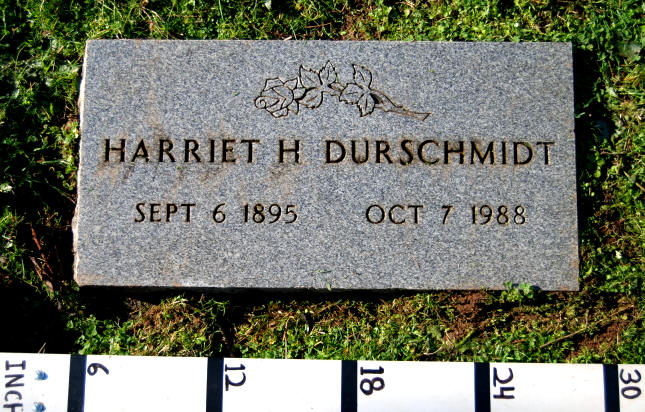 HARRIET H DURSCHMIDT
SEPT 6 1895 OCT 7 1988
INCH 6 12 18 24 30